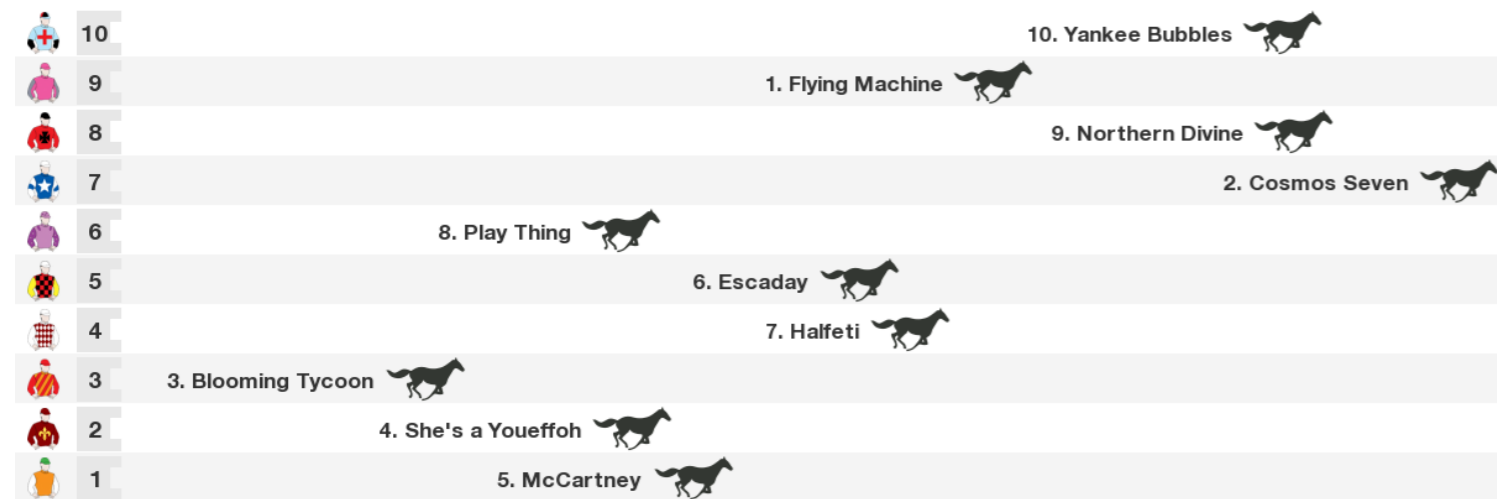 10 10. Yankee Bubbles
9 1. Flying Machine
8 9. Northern Divine
7 2. Cosmos Seven
6 8. Play Thing
5 6. Escaday
4 7. Halfeti
3 3. Blooming Tycoon
2 4. She's a Youeffoh
1 5. McCartney